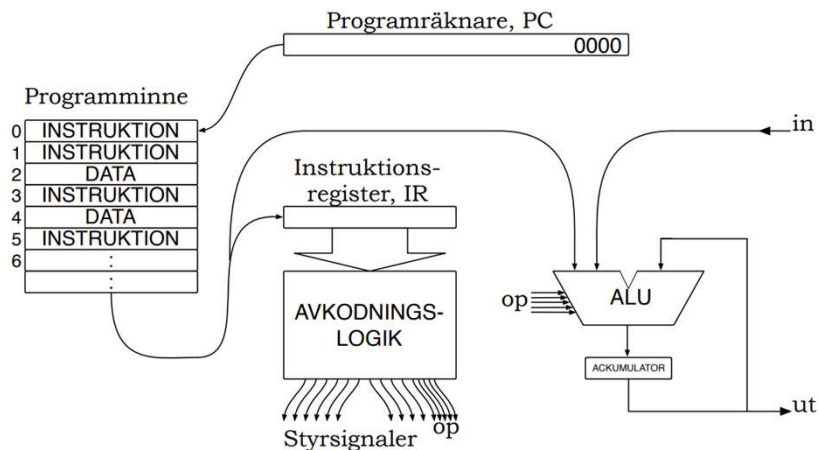 Programräknare, PC
0000
Programminne
0 INSTRUKTION
1 INSTRUKTION
2 DATA
3 INSTRUKTION
4 DATA
5 INSTRUKTION
6 :
:
in
Instruktions-
register, IR
AVKODNINGS-
LOGIK
op
Styrsignaler
op
ALU
ACKUMULATOR
ut